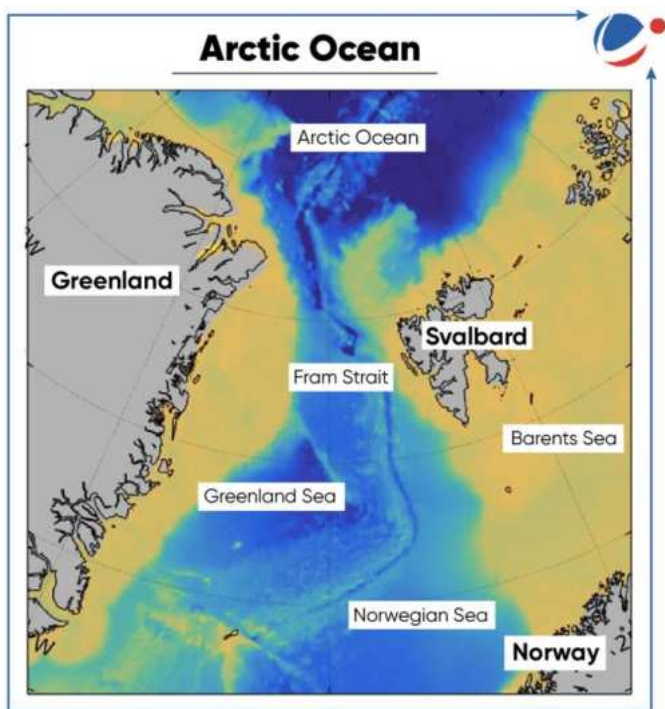 Arctic Ocean
Arctic Ocean
Greenland
Svalbard
Fram Strait
Barents Sea
Greenland Sea
Norwegian Sea
Norway